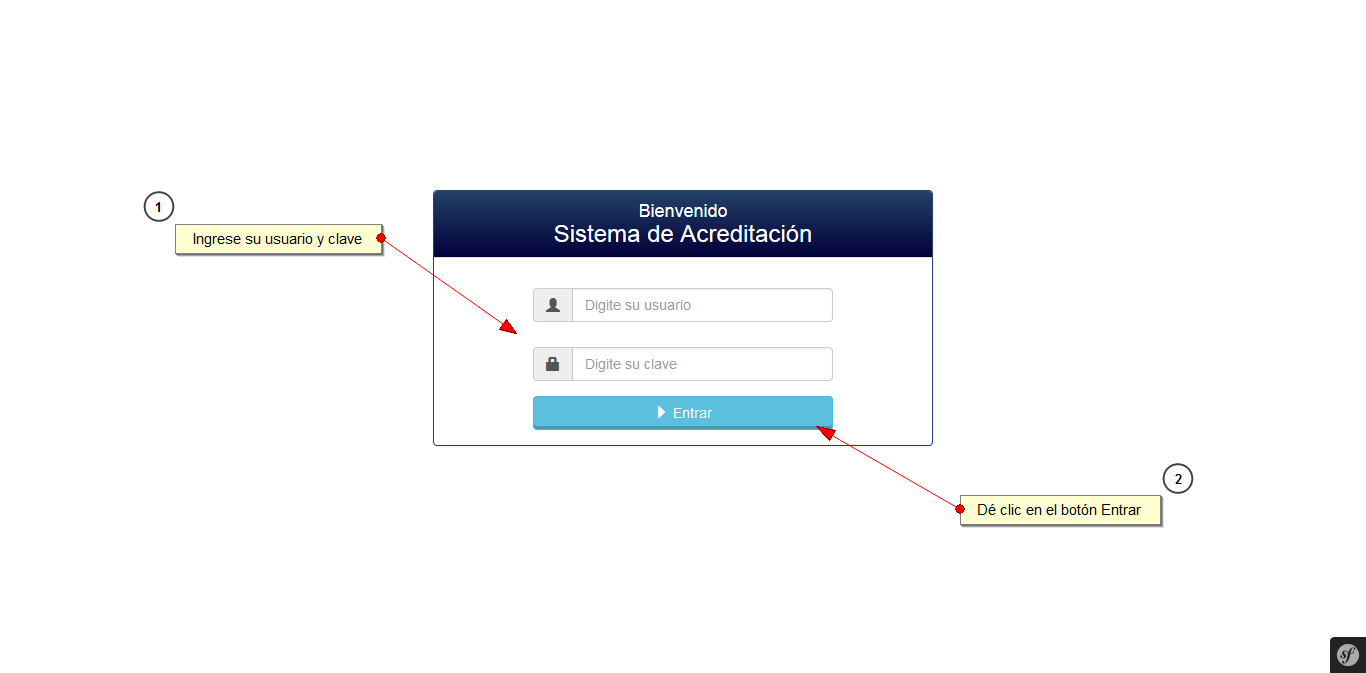 1
Ingrese su usuario y clave
Bienvenido
Sistema de Acreditación
Digite su usuario
Digite su clave
Entrar
2
Dé clic en el botón Entrar
sf